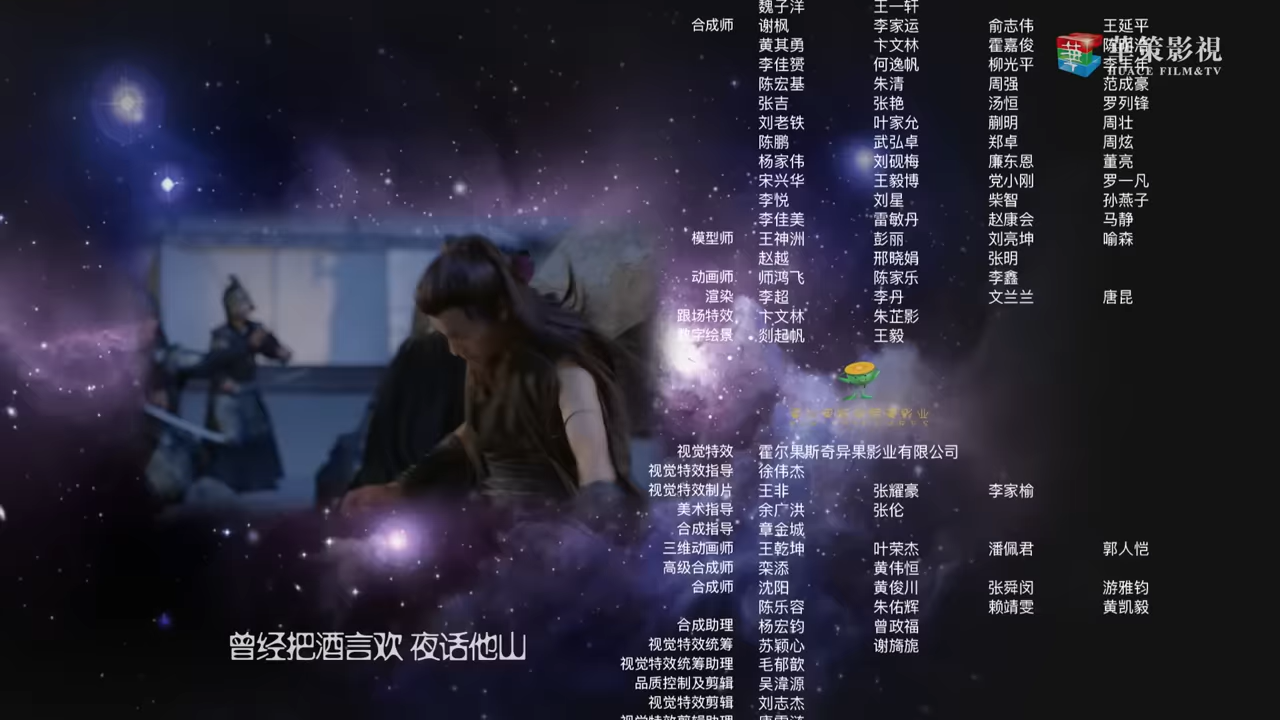 魏子洋 王一轩
合成师 谢枫 李家运 俞志伟 王延平
黄其勇 卞文林 霍嘉俊
李佳赟 何逸帆 柳光平
陈宏基 朱清 周强 范成豪
张吉 张艳 汤恒 罗列锋
刘老铁 叶家允 蒯明 周壮
陈鹏 武弘卓 郑卓 周炫
杨家伟 刘砚梅 廉东恩 董亮
宋兴华 王毅博 党小刚 罗一凡
李悦 刘星 柴智 孙燕子
李佳美 雷敏丹 赵康会 马静
模型师 王神洲 彭丽 刘亮坤 喻森
赵越 邢晓娟 张明
动画师 师鸿飞 陈家乐 李鑫
渲染 李超 李丹 文兰兰 唐昆
跟场特效 卞文林 朱芷影
数字绘景 剡起帆 王毅
華策影視
HUACE FILM&TV
视觉特效 霍尔果斯奇异果影业有限公司
视觉特效指导 徐伟杰
视觉特效制片 王非 张耀豪 李家榆
美术指导 余广洪 张伦
合成指导 章金城
三维动画师 王乾坤 叶荣杰 潘佩君 郭人恺
高级合成师 栾添 黄伟恒
合成师 沈阳 黄俊川 张舜闵 游雅钧
陈乐容 朱佑辉 赖靖雯 黄凯毅
合成助理 杨宏钧 曾政福
视觉特效统筹 苏颖心 谢旖旎
视觉特效统筹助理 毛郁歆
品质控制及剪辑 吴湋源
视觉特效剪辑 刘志杰
视觉特效剪辑助理
曾经把酒言欢 夜话他山